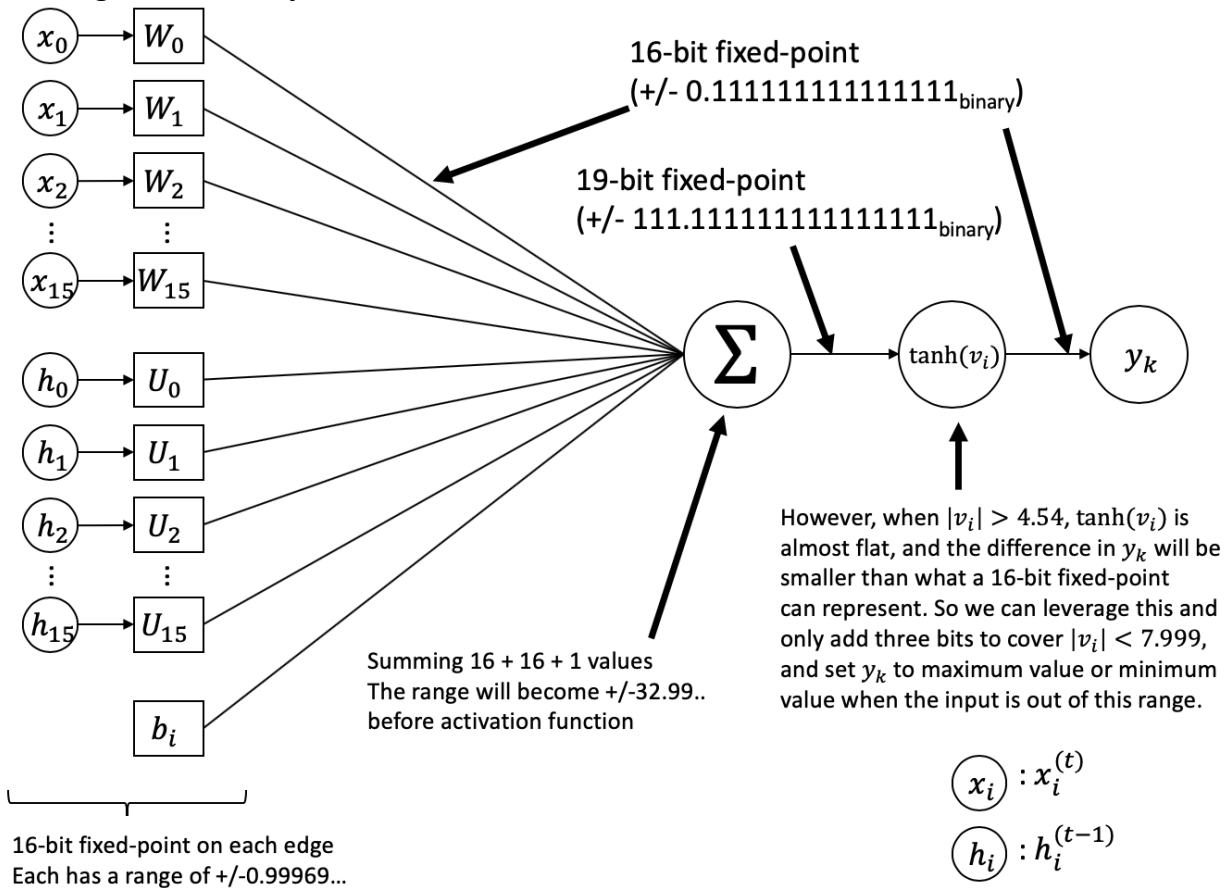 x₀ W₀
x₁ W₁
x₂ W₂
⋮ ⋮
x₁₅ W₁₅
h₀ U₀
h₁ U₁
h₂ U₂
⋮ ⋮
h₁₅ U₁₅
bᵢ
16-bit fixed-point on each edge
Each has a range of +/-0.99969...
16-bit fixed-point
(+/- 0.111111111111111binary)
19-bit fixed-point
(+/- 111.111111111111111binary)
Σ
tanh(vᵢ)
yₖ
Summing 16 + 16 + 1 values
The range will become +/-32.99..
before activation function
However, when |vᵢ| > 4.54, tanh(vᵢ) is
almost flat, and the difference in yₖ will be
smaller than what a 16-bit fixed-point
can represent. So we can leverage this and
only add three bits to cover |vᵢ| < 7.999,
and set yₖ to maximum value or minimum
value when the input is out of this range.
xᵢ : xᵢ⁽ᵗ⁾
hᵢ : hᵢ⁽ᵗ⁻¹⁾